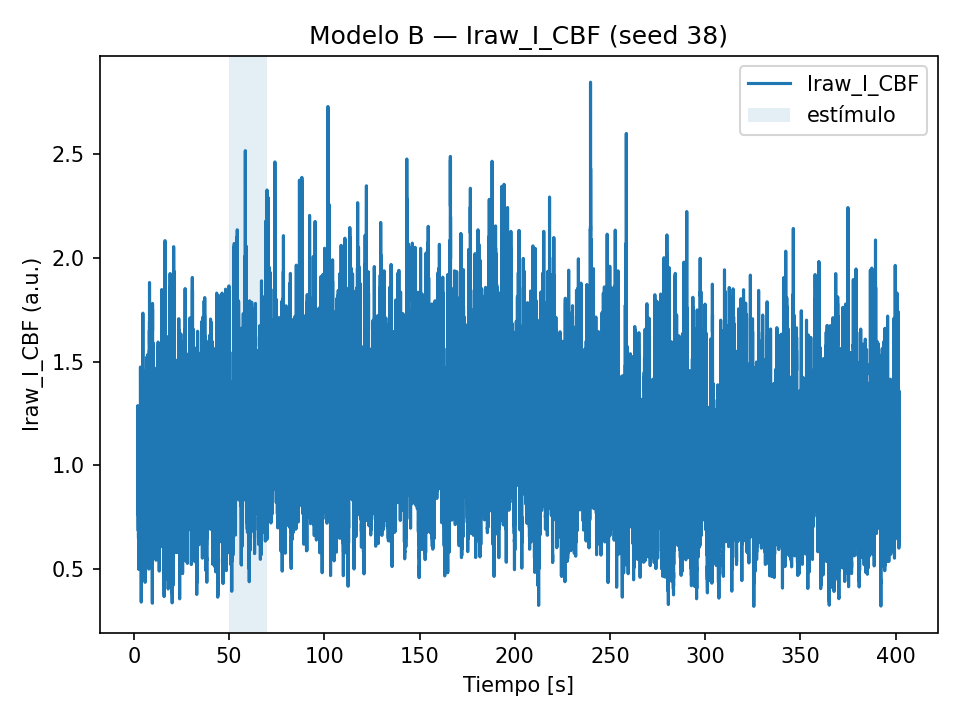 Modelo B — Iraw_I_CBF (seed 38)
Iraw_I_CBF
estímulo
Iraw_I_CBF (a.u.)
2.5
2.0
1.5
1.0
0.5
0 50 100 150 200 250 300 350 400
Tiempo [s]